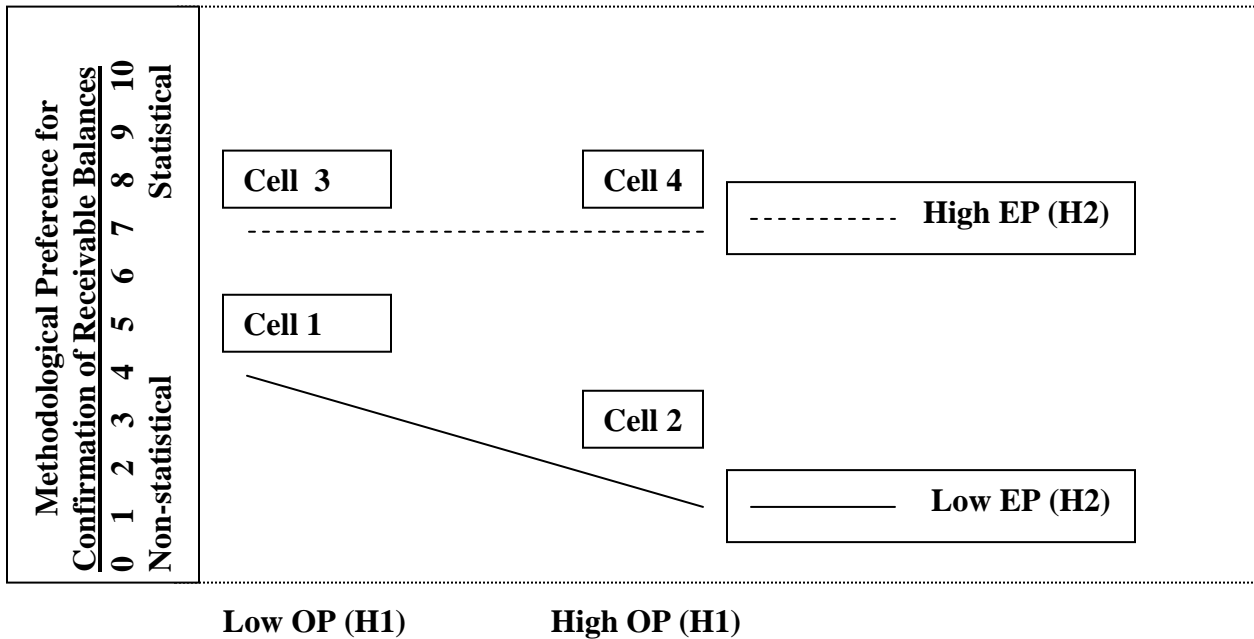 Methodological Preference for
Confirmation of Receivable Balances
0 1 2 3 4 5 6 7 8 9 10
Non-statistical Statistical
Cell 3
Cell 4
High EP (H2)
Cell 1
Cell 2
Low EP (H2)
Low OP (H1) High OP (H1)